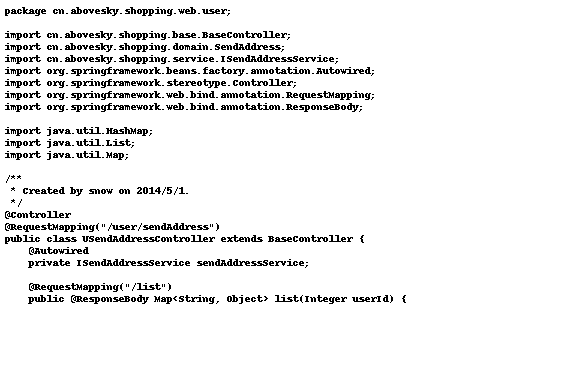 package cn.abovesky.shopping.web.user;

import cn.abovesky.shopping.base.BaseController;
import cn.abovesky.shopping.domain.SendAddress;
import cn.abovesky.shopping.service.ISendAddressService;
import org.springframework.beans.factory.annotation.Autowired;
import org.springframework.stereotype.Controller;
import org.springframework.web.bind.annotation.RequestMapping;
import org.springframework.web.bind.annotation.ResponseBody;

import java.util.HashMap;
import java.util.List;
import java.util.Map;

/**
 * Created by snow on 2014/5/1.
 */
@Controller
@RequestMapping("/user/sendAddress")
public class USendAddressController extends BaseController {
    @Autowired
    private ISendAddressService sendAddressService;

    @RequestMapping("/list")
    public @ResponseBody Map<String, Object> list(Integer userId) {